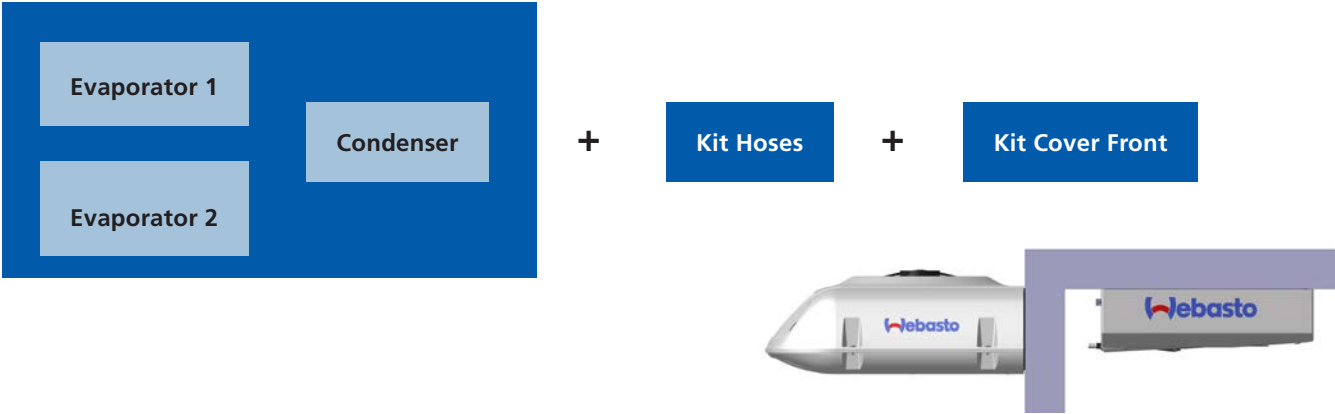 Evaporator 1
Evaporator 2
Condenser
+
Kit Hoses
+
Kit Cover Front
Webasto
Webasto